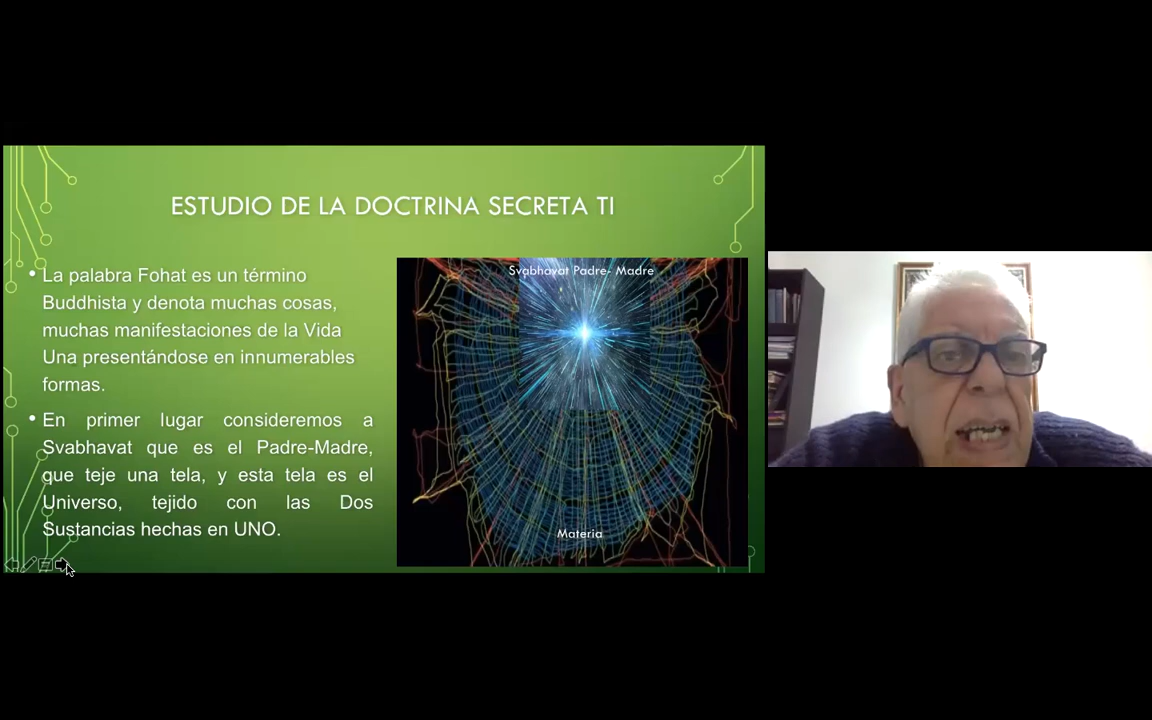 ESTUDIO DE LA DOCTRINA SECRETA TI
• La palabra Fohat es un término
Buddhista y denota muchas cosas,
muchas manifestaciones de la Vida
Una presentándose en innumerables
formas.
• En primer lugar consideremos a
Svabhavat que es el Padre-Madre,
que teje una tela, y esta tela es el
Universo, tejido con las Dos
Sustancias hechas en UNO.
Svabhavat Padre- Madre
Materia